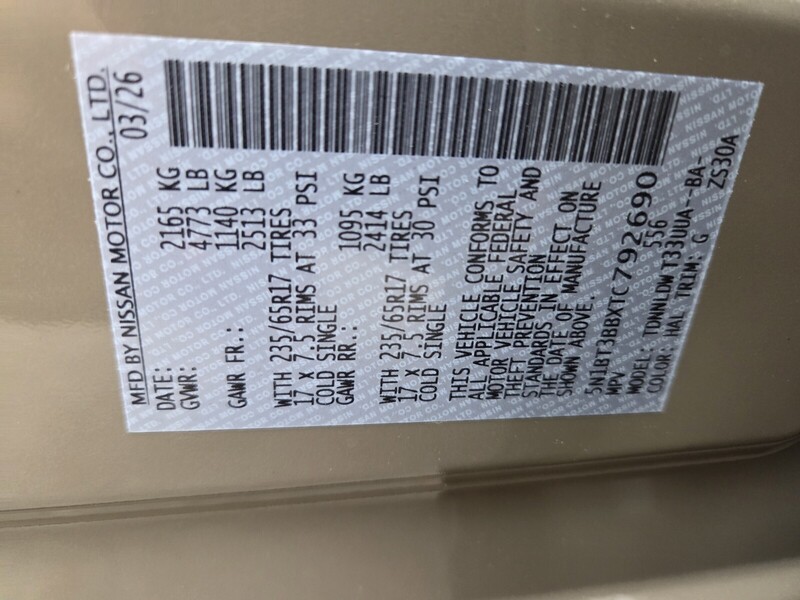 MFD BY NISSAN MOTOR CO., LTD.
DATE: 03/26
GVWR: 2165 KG
4773 LB
GAWR FR.: 1140 KG
2513 LB
WITH 235/65R17 TIRES
17 X 7.5 RIMS AT 33 PSI
COLD SINGLE
GAWR RR.: 1095 KG
2414 LB
WITH 235/65R17 TIRES
17 X 7.5 RIMS AT 30 PSI
COLD SINGLE
THIS VEHICLE CONFORMS TO
ALL APPLICABLE FEDERAL
MOTOR VEHICLE SAFETY AND
THEFT PREVENTION
STANDARDS IN EFFECT ON
THE DATE OF MANUFACTURE
SHOWN ABOVE.
5N1BT3BBXTC792690
MPV 556
MODEL: TDWNLDW T33UUA--BA-
COLOR: HAL TRIM: G ZS30A